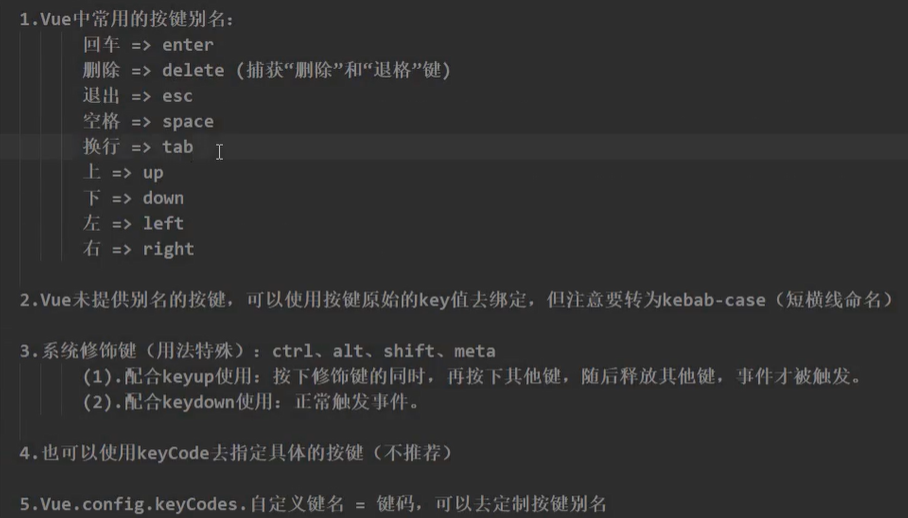 1.Vue中常用的按键别名：
回车 => enter
删除 => delete (捕获“删除”和“退格”键)
退出 => esc
空格 => space
换行 => tab
上 => up
下 => down
左 => left
右 => right
2.Vue未提供别名的按键，可以使用按键原始的key值去绑定，但注意要转为kebab-case（短横线命名）
3.系统修饰键（用法特殊）：ctrl、alt、shift、meta
(1).配合keyup使用：按下修饰键的同时，再按下其他键，随后释放其他键，事件才被触发。
(2).配合keydown使用：正常触发事件。
4.也可以使用keyCode去指定具体的按键（不推荐）
5.Vue.config.keyCodes.自定义键名 = 键码，可以去定制按键别名